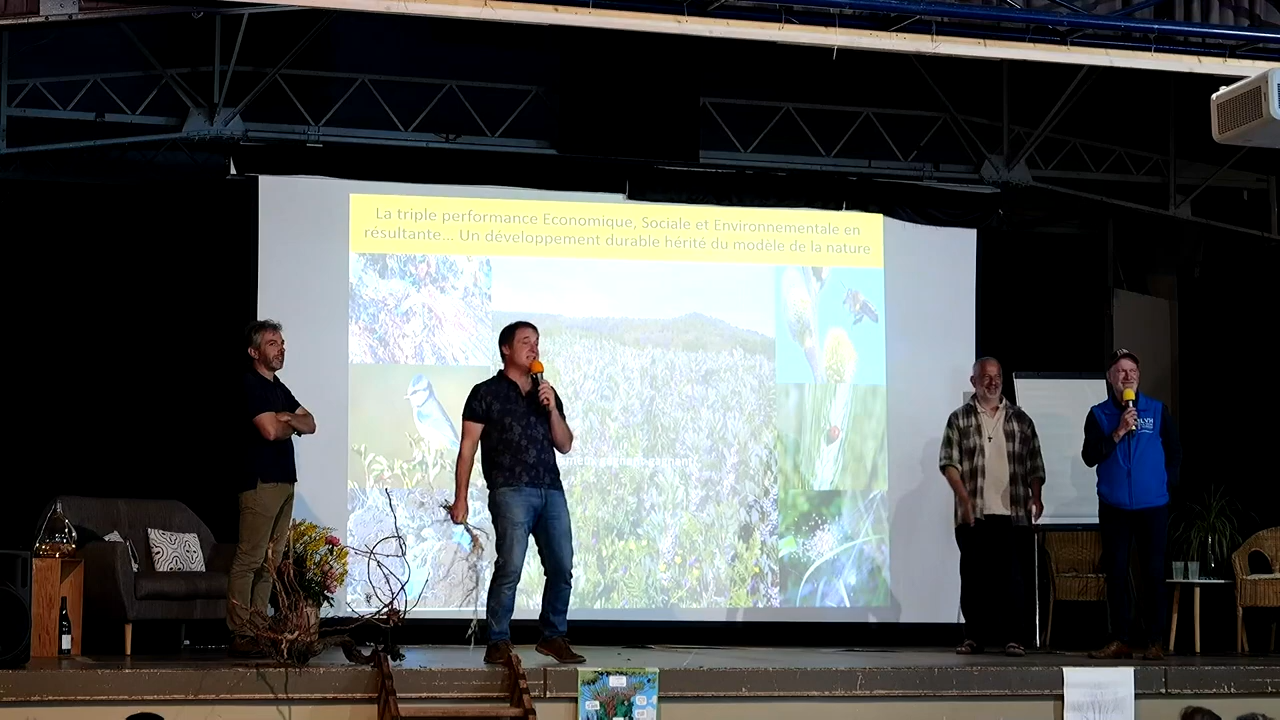 La triple performance Economique, Sociale et Environnementale en
résultante... Un développement durable hérité du modèle de la nature